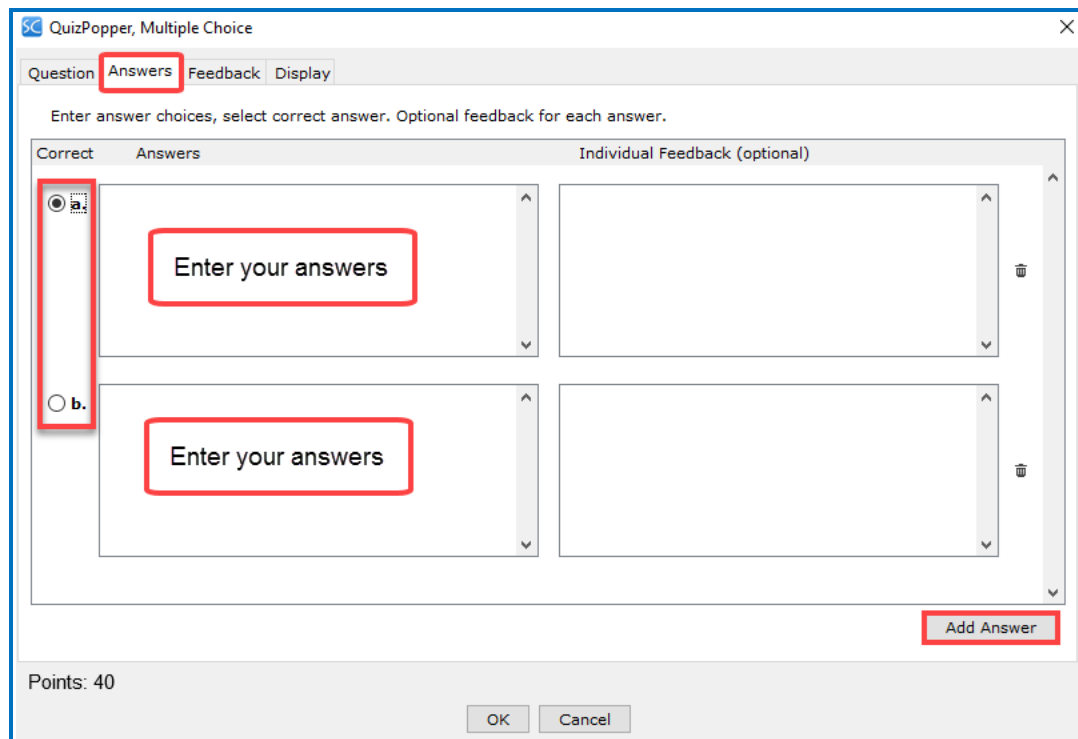 SC QuizPopper, Multiple Choice
Question Answers Feedback Display
Enter answer choices, select correct answer. Optional feedback for each answer.
Correct Answers Individual Feedback (optional)
a.
Enter your answers
b.
Enter your answers
Add Answer
Points: 40
OK Cancel